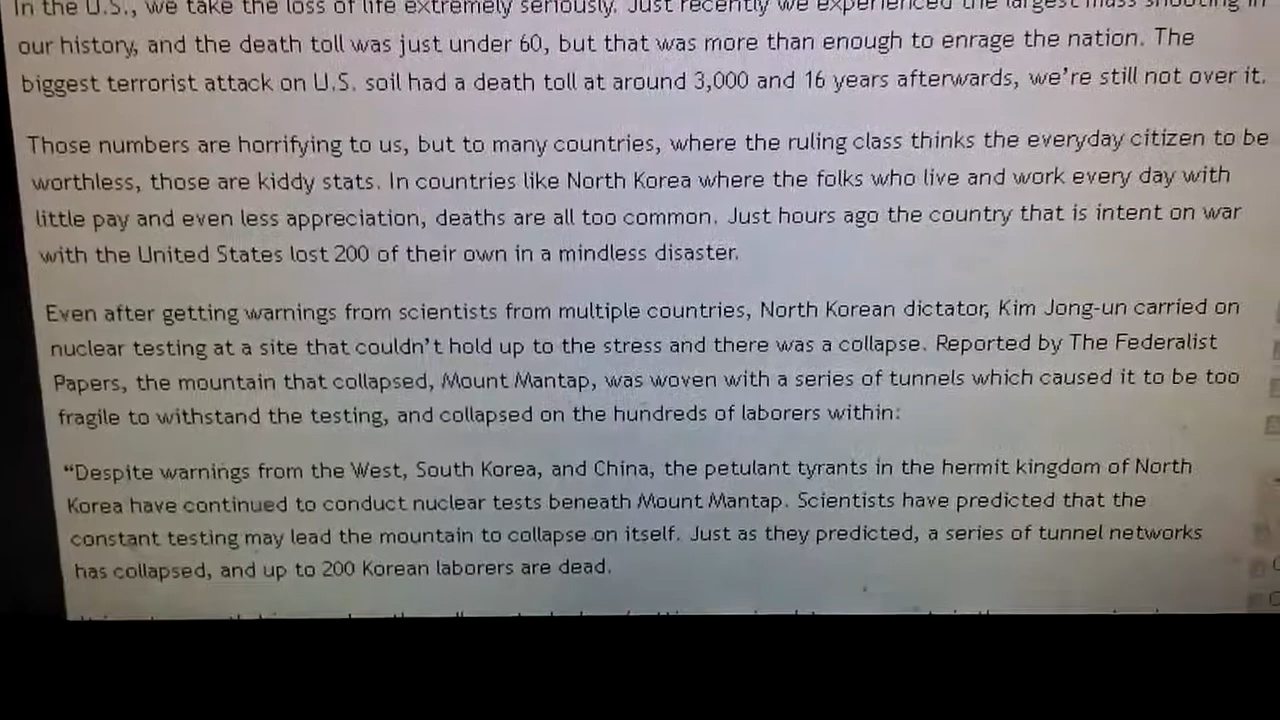 In the U.S., we take the loss of life extremely seriously. Just recently we experienced the largest mass shooting in
our history, and the death toll was just under 60, but that was more than enough to enrage the nation. The
biggest terrorist attack on U.S. soil had a death toll at around 3,000 and 16 years afterwards, we're still not over it.
Those numbers are horrifying to us, but to many countries, where the ruling class thinks the everyday citizen to be
worthless, those are kiddy stats. In countries like North Korea where the folks who live and work every day with
little pay and even less appreciation, deaths are all too common. Just hours ago the country that is intent on war
with the United States lost 200 of their own in a mindless disaster.
Even after getting warnings from scientists from multiple countries, North Korean dictator, Kim Jong-un carried on
nuclear testing at a site that couldn't hold up to the stress and there was a collapse. Reported by The Federalist
Papers, the mountain that collapsed, Mount Mantap, was woven with a series of tunnels which caused it to be too
fragile to withstand the testing, and collapsed on the hundreds of laborers within:
“Despite warnings from the West, South Korea, and China, the petulant tyrants in the hermit kingdom of North
Korea have continued to conduct nuclear tests beneath Mount Mantap. Scientists have predicted that the
constant testing may lead the mountain to collapse on itself. Just as they predicted, a series of tunnel networks
has collapsed, and up to 200 Korean laborers are dead.